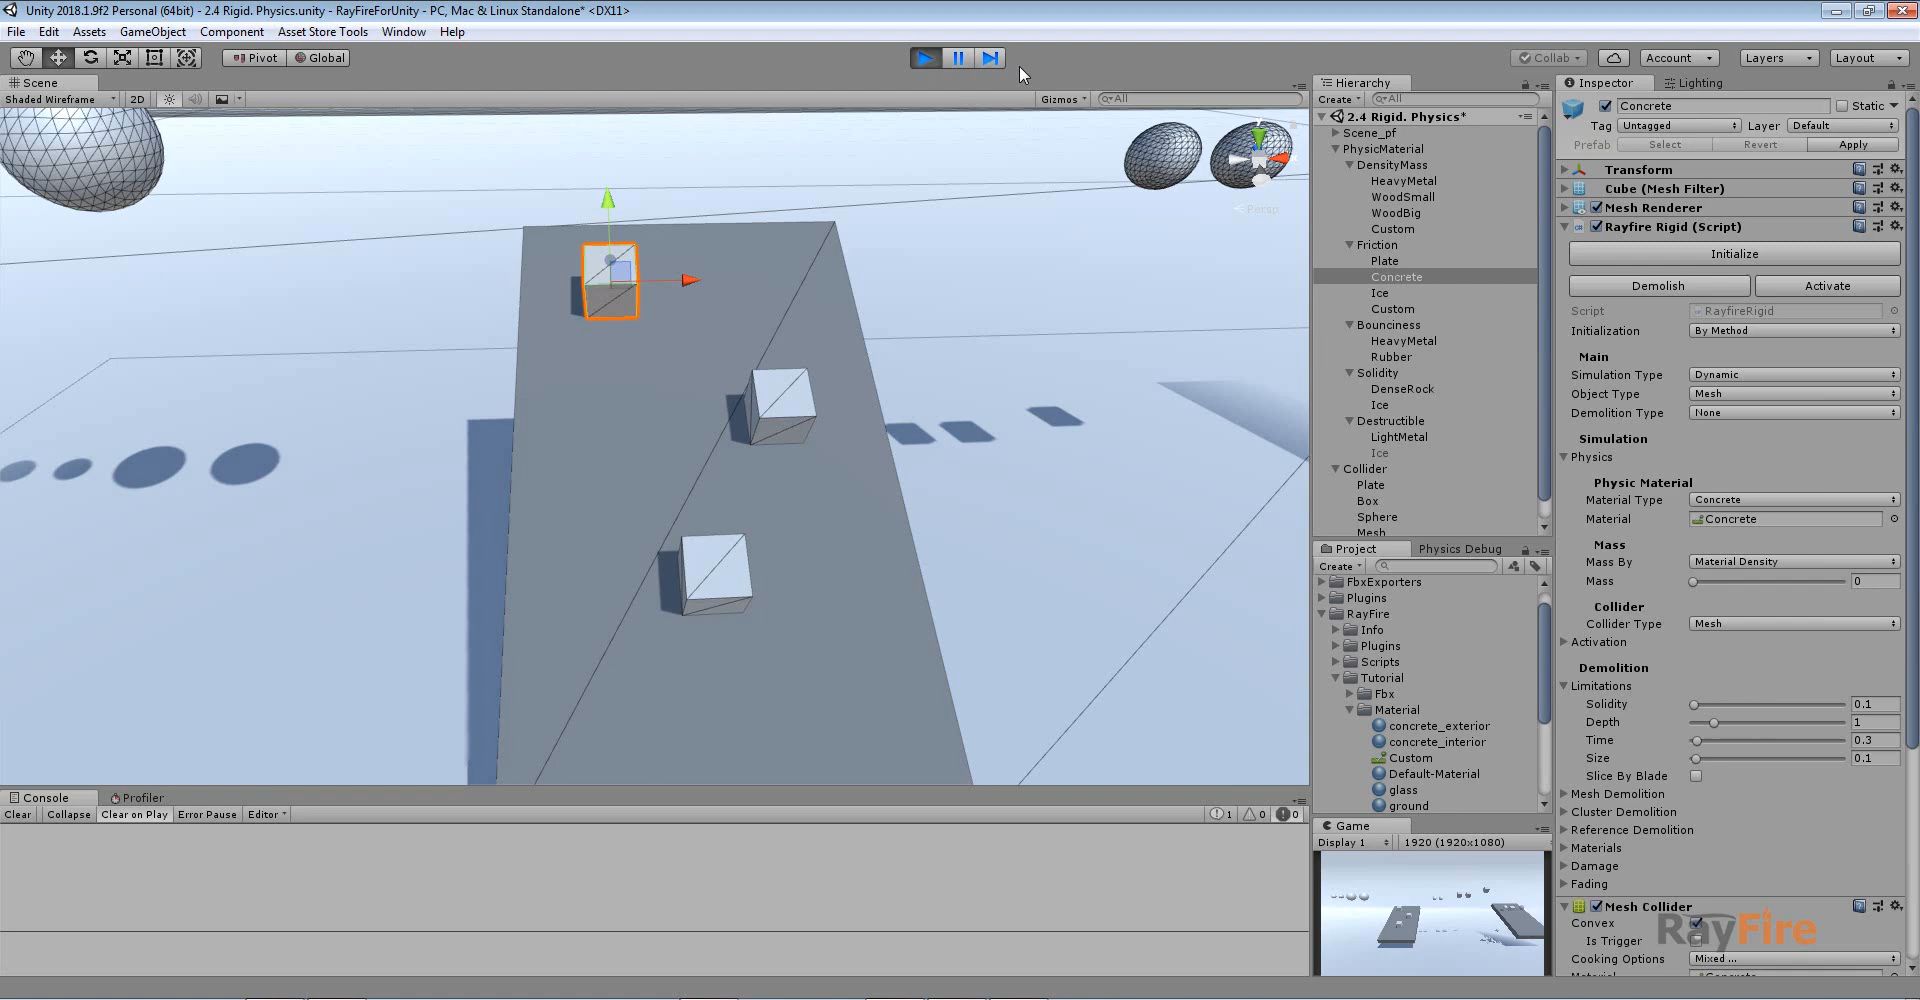 Unity 2018.1.9f2 Personal (64bit) - 2.4 Rigid. Physics.unity - RayFireForUnity - PC, Mac & Linux Standalone* <DX11>
File Edit Assets GameObject Component Asset Store Tools Window Help
Pivot Global Collab Account Layers Layout
Scene
Shaded Wireframe 2D Gizmos All
Persp
Hierarchy
Create All
2.4 Rigid. Physics*
Scene_pf
PhysicMaterial
DensityMass
HeavyMetal
WoodSmall
WoodBig
Custom
Friction
Plate
Concrete
Ice
Custom
Bounciness
HeavyMetal
Rubber
Solidity
DenseRock
Ice
Destructible
LightMetal
Ice
Collider
Plate
Box
Sphere
Mesh
Project Physics Debug
Create
FbxExporters
Plugins
RayFire
Info
Plugins
Scripts
Tutorial
Fbx
Material
concrete_exterior
concrete_interior
Custom
Default-Material
glass
ground
Game
Display 1 1920 (1920x1080)
Inspector Lighting
Concrete Static
Tag Untagged Layer Default
Prefab Select Revert Apply
Transform
Cube (Mesh Filter)
Mesh Renderer
Rayfire Rigid (Script)
Initialize
Demolish Activate
Script RayfireRigid
Initialization By Method
Main
Simulation Type Dynamic
Object Type Mesh
Demolition Type None
Simulation
Physics
Physic Material
Material Type Concrete
Material Concrete
Mass
Mass By Material Density
Mass 0
Collider
Collider Type Mesh
Activation
Demolition
Limitations
Solidity 0.1
Depth 1
Time 0.3
Size 0.1
Slice By Blade
Mesh Demolition
Cluster Demolition
Reference Demolition
Materials
Damage
Fading
Mesh Collider
Convex
Is Trigger
Cooking Options Mixed ...
Material Concrete
RayFire
Console Profiler
Clear Collapse Clear on Play Error Pause Editor 1 0 0